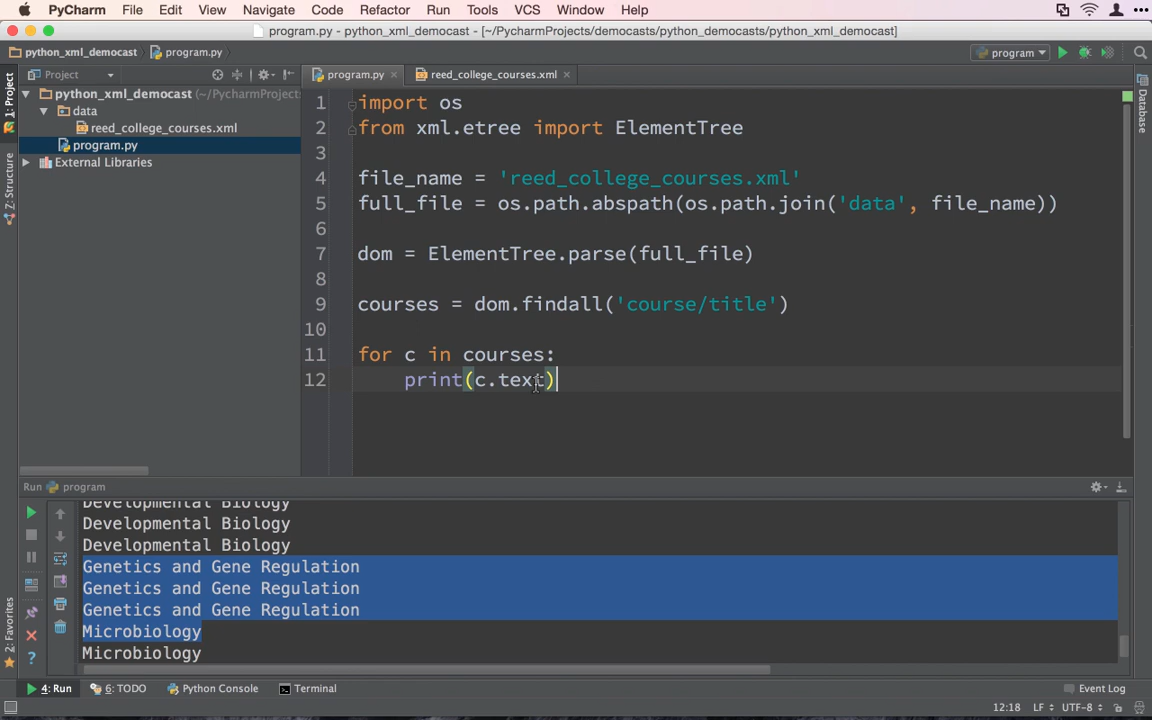 PyCharm File Edit View Navigate Code Refactor Run Tools VCS Window Help
program.py - python_xml_democast - [~/PycharmProjects/democasts/python_democasts/python_xml_democast]
python_xml_democast program.py program
Project program.py reed_college_courses.xml
1: Project
Z: Structure
2: Favorites
Database
python_xml_democast (~/PycharmProjects
data
reed_college_courses.xml
program.py
External Libraries
1 import os
2 from xml.etree import ElementTree
3
4 file_name = 'reed_college_courses.xml'
5 full_file = os.path.abspath(os.path.join('data', file_name))
6
7 dom = ElementTree.parse(full_file)
8
9 courses = dom.findall('course/title')
10
11 for c in courses:
12 print(c.text)
Run program
Developmental Biology
Developmental Biology
Developmental Biology
Genetics and Gene Regulation
Genetics and Gene Regulation
Genetics and Gene Regulation
Microbiology
Microbiology
4: Run 6: TODO Python Console Terminal Event Log
12:18 LF UTF-8